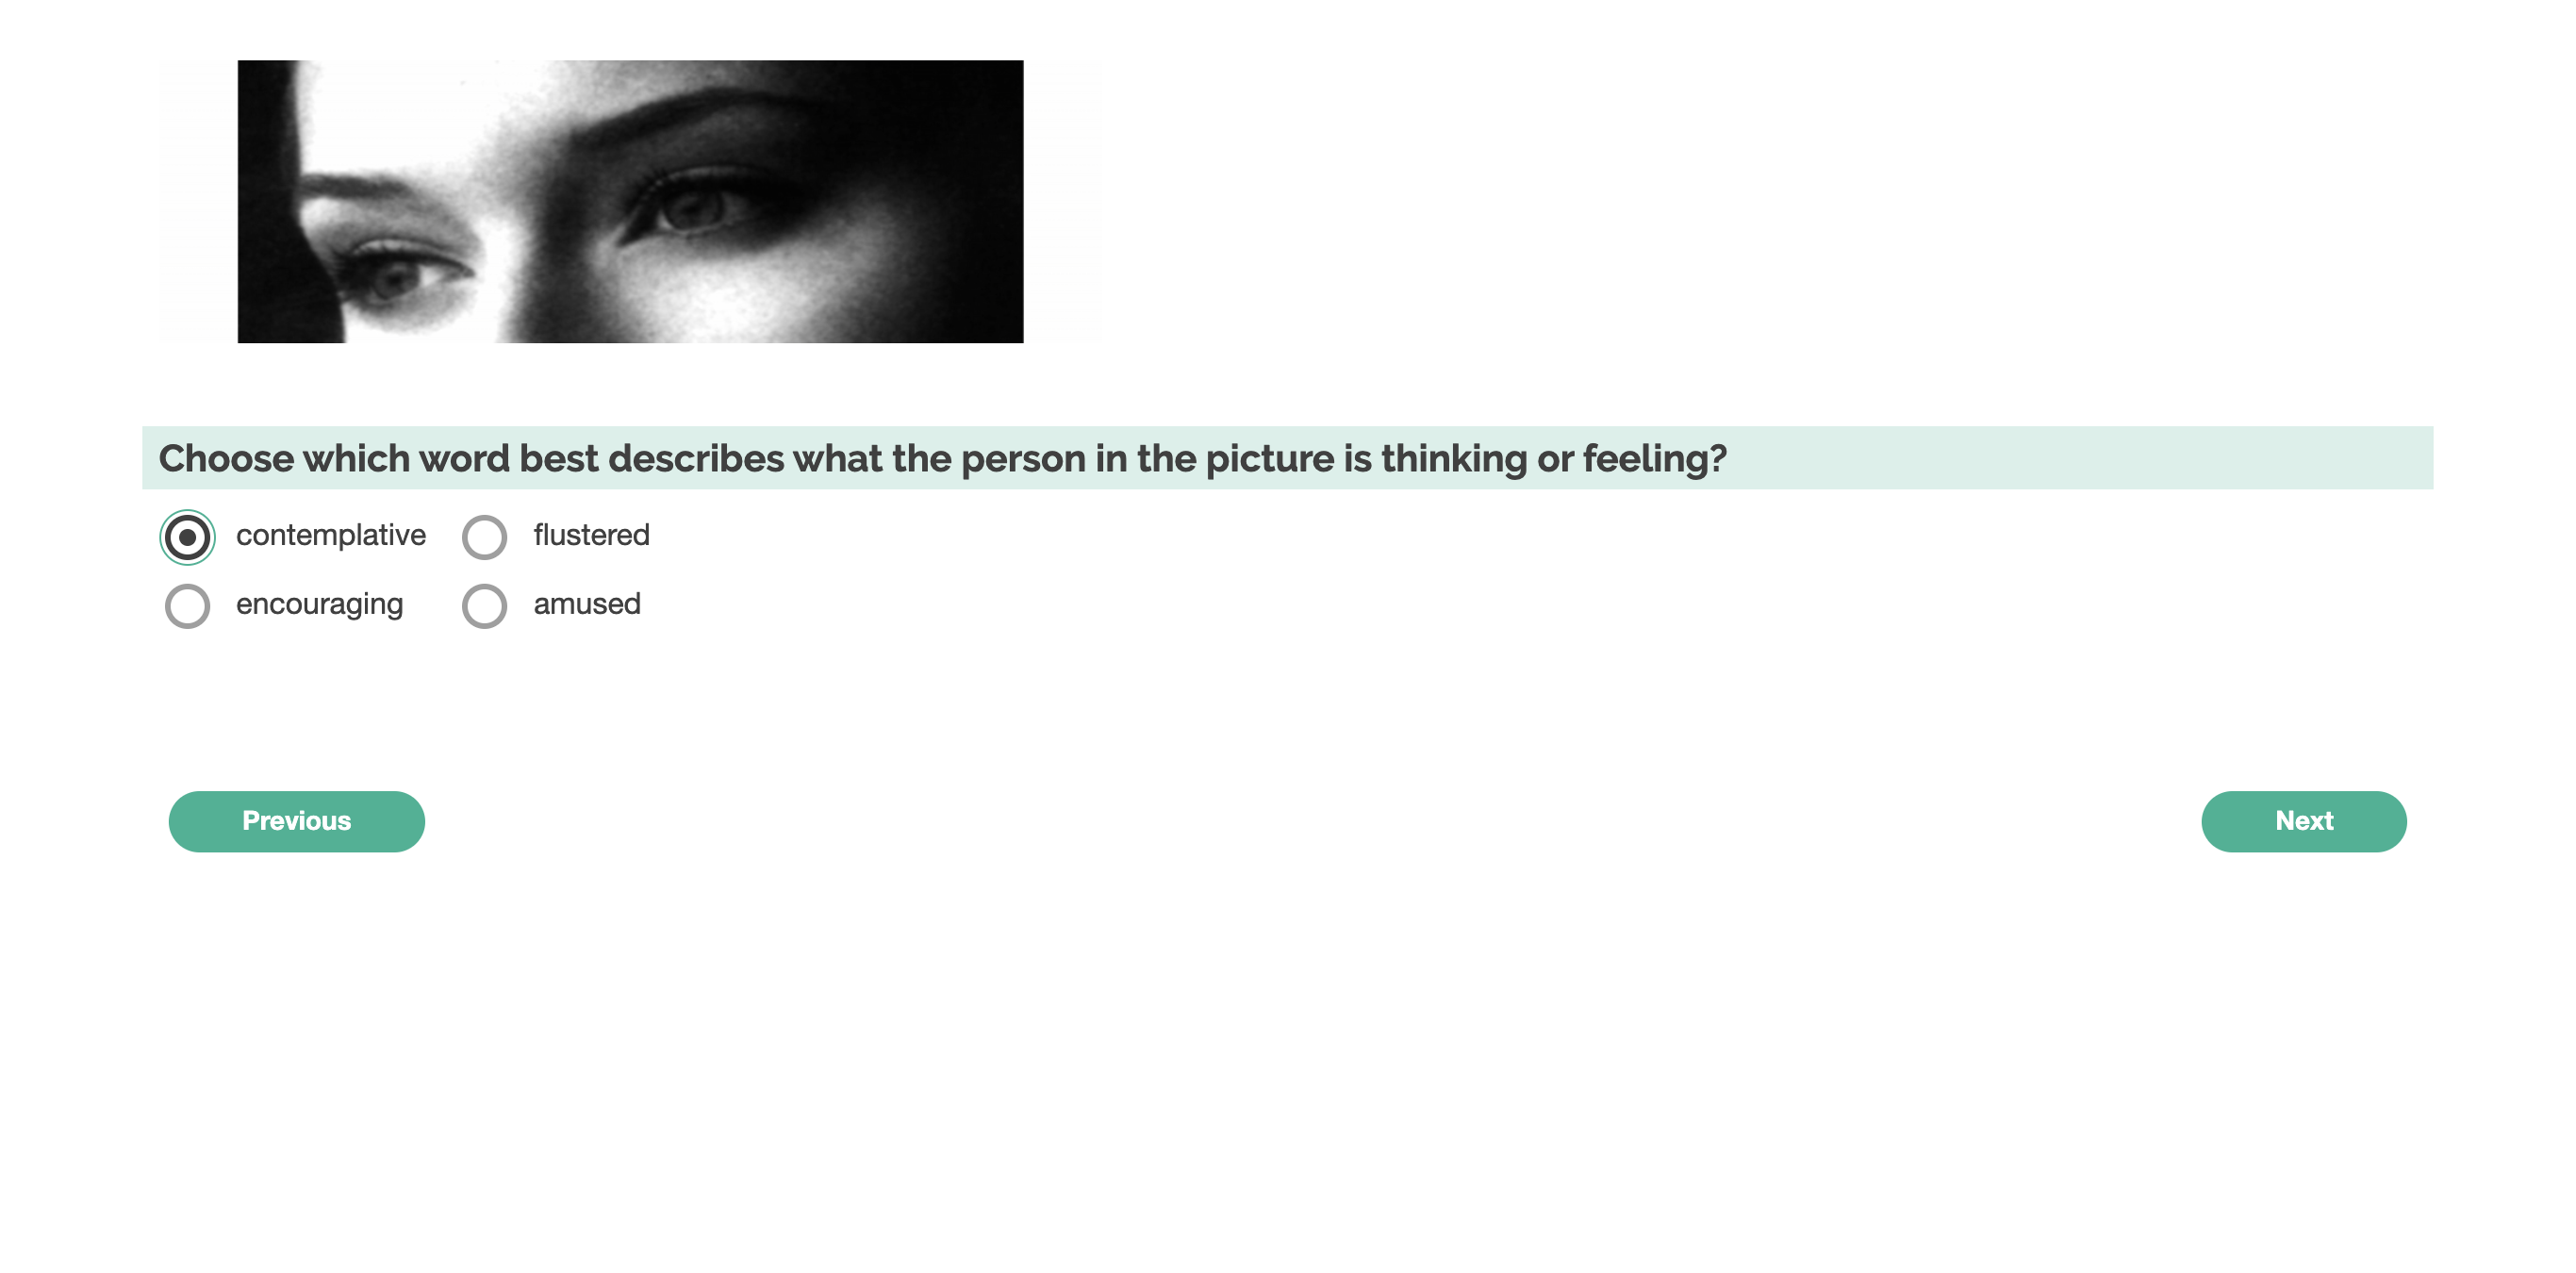 Choose which word best describes what the person in the picture is thinking or feeling?
contemplative flustered
encouraging amused
Previous Next